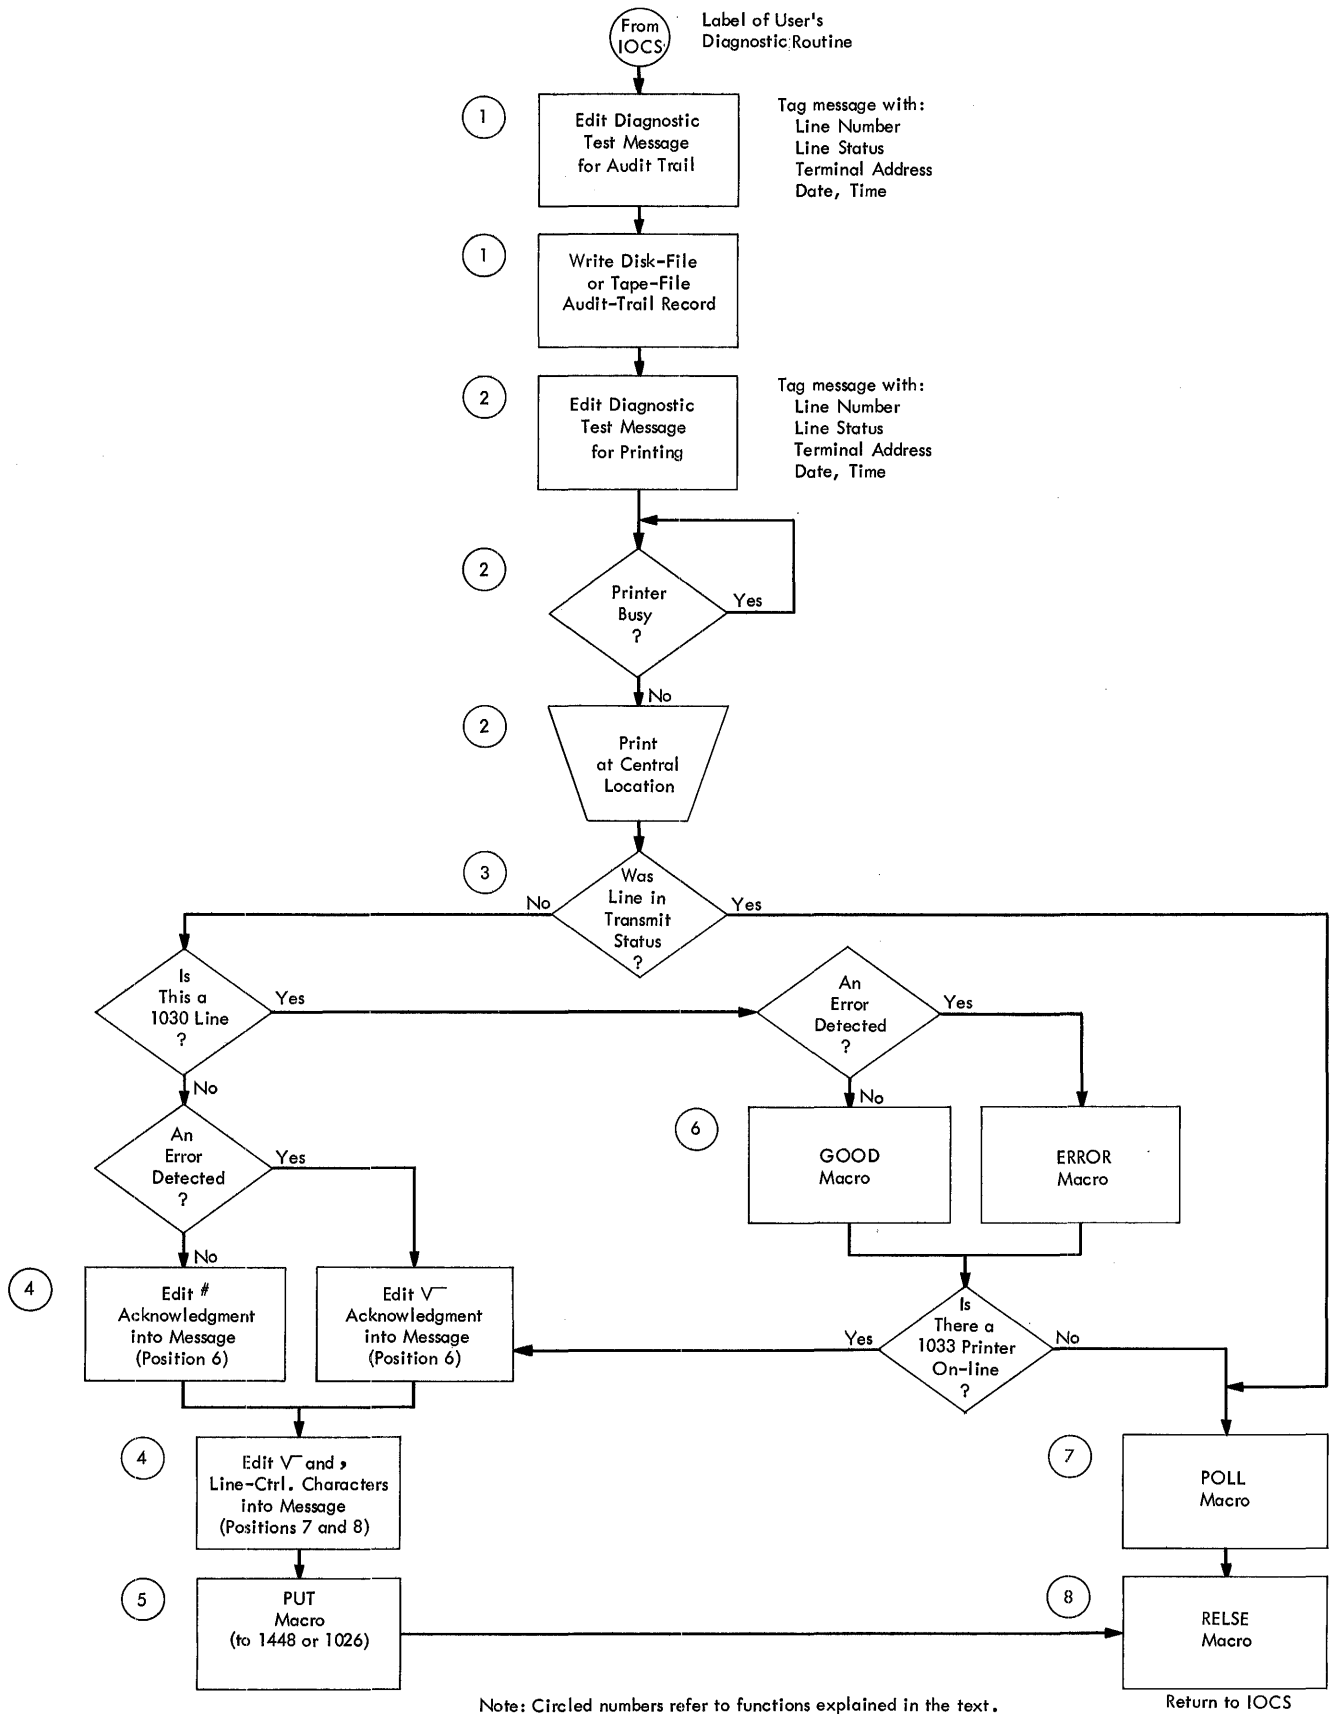 From
IOCS
Label of User's
Diagnostic Routine
1
Edit Diagnostic
Test Message
for Audit Trail
Tag message with:
Line Number
Line Status
Terminal Address
Date, Time
1
Write Disk-File
or Tape-File
Audit-Trail Record
2
Edit Diagnostic
Test Message
for Printing
Tag message with:
Line Number
Line Status
Terminal Address
Date, Time
2
Printer
Busy
?
Yes
No
2
Print
at Central
Location
3
Was
Line in
Transmit
Status
?
No
Yes
Is
This a
1030 Line
?
Yes
No
An
Error
Detected
?
Yes
No
An
Error
Detected
?
Yes
No
6
GOOD
Macro
ERROR
Macro
4
Edit #
Acknowledgment
into Message
(Position 6)
Edit √
Acknowledgment
into Message
(Position 6)
Is
There a
1033 Printer
On-line
?
Yes
No
4
Edit √ and ,
Line-Ctrl. Characters
into Message
(Positions 7 and 8)
7
POLL
Macro
5
PUT
Macro
(to 1448 or 1026)
8
RELSE
Macro
Note: Circled numbers refer to functions explained in the text.
Return to IOCS